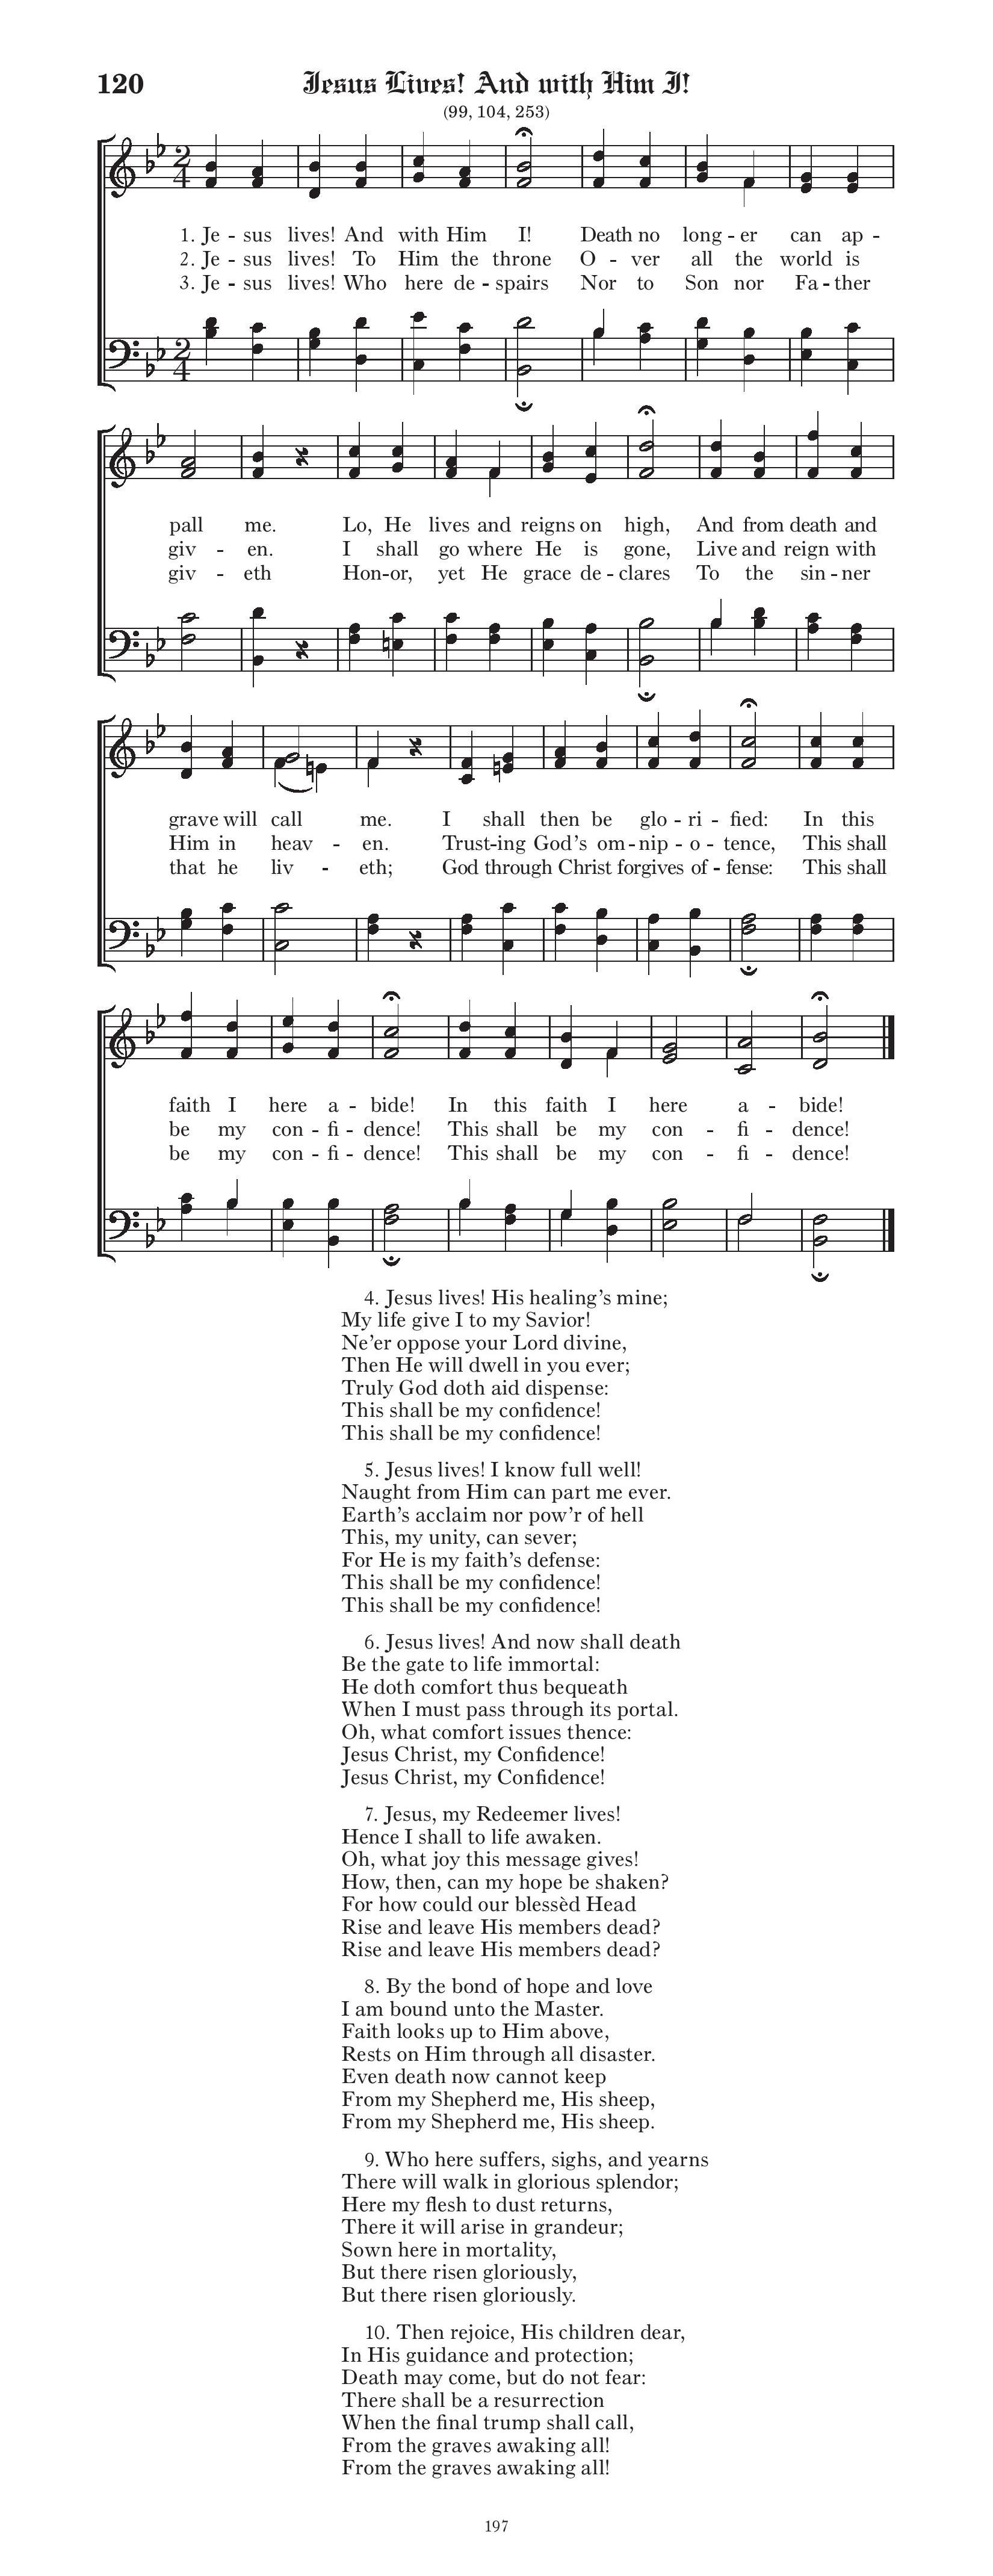 120
Jesus Lives! And with Him I!
(99, 104, 253)
1. Je - sus lives! And with Him I! Death no long - er can ap -
2. Je - sus lives! To Him the throne O - ver all the world is
3. Je - sus lives! Who here de - spairs Nor to Son nor Fa - ther
pall me. Lo, He lives and reigns on high, And from death and
giv - en. I shall go where He is gone, Live and reign with
giv - eth Hon - or, yet He grace de - clares To the sin - ner
grave will call me. I shall then be glo - ri - fied: In this
Him in heav - en. Trust - ing God’s om - nip - o - tence, This shall
that he liv - eth; God through Christ forgives of - fense: This shall
faith I here a - bide! In this faith I here a - bide!
be my con - fi - dence! This shall be my con - fi - dence!
be my con - fi - dence! This shall be my con - fi - dence!
4. Jesus lives! His healing’s mine;
My life give I to my Savior!
Ne’er oppose your Lord divine,
Then He will dwell in you ever;
Truly God doth aid dispense:
This shall be my confidence!
This shall be my confidence!
5. Jesus lives! I know full well!
Naught from Him can part me ever.
Earth’s acclaim nor pow’r of hell
This, my unity, can sever;
For He is my faith’s defense:
This shall be my confidence!
This shall be my confidence!
6. Jesus lives! And now shall death
Be the gate to life immortal:
He doth comfort thus bequeath
When I must pass through its portal.
Oh, what comfort issues thence:
Jesus Christ, my Confidence!
Jesus Christ, my Confidence!
7. Jesus, my Redeemer lives!
Hence I shall to life awaken.
Oh, what joy this message gives!
How, then, can my hope be shaken?
For how could our blessèd Head
Rise and leave His members dead?
Rise and leave His members dead?
8. By the bond of hope and love
I am bound unto the Master.
Faith looks up to Him above,
Rests on Him through all disaster.
Even death now cannot keep
From my Shepherd me, His sheep,
From my Shepherd me, His sheep.
9. Who here suffers, sighs, and yearns
There will walk in glorious splendor;
Here my flesh to dust returns,
There it will arise in grandeur;
Sown here in mortality,
But there risen gloriously,
But there risen gloriously.
10. Then rejoice, His children dear,
In His guidance and protection;
Death may come, but do not fear:
There shall be a resurrection
When the final trump shall call,
From the graves awaking all!
From the graves awaking all!
197